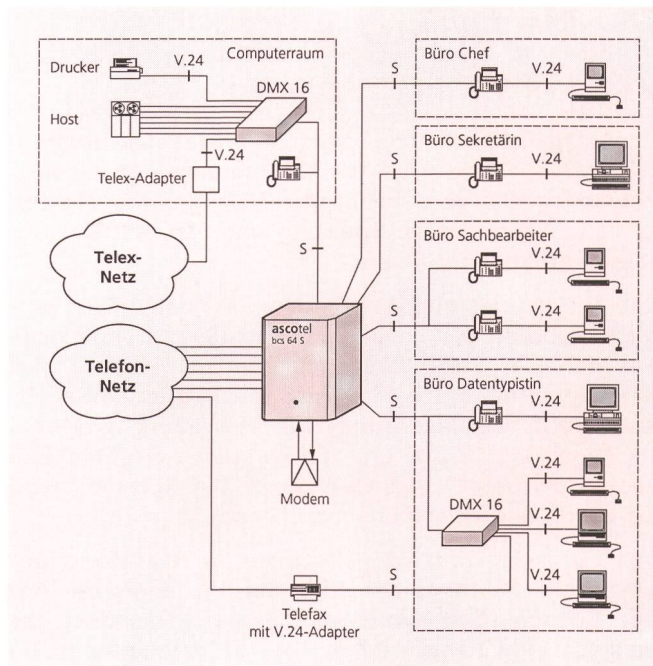 Computerraum
Drucker
V.24
DMX 16
Host
V.24
Telex-Adapter
S
Telex-
Netz
Telefon-
Netz
ascotel
bcs 64 S
Modem
Telefax
mit V.24-Adapter
S
Büro Chef
S
V.24
Büro Sekretärin
S
V.24
Büro Sachbearbeiter
V.24
S
V.24
Büro Datentypistin
S
V.24
V.24
DMX 16
V.24
V.24